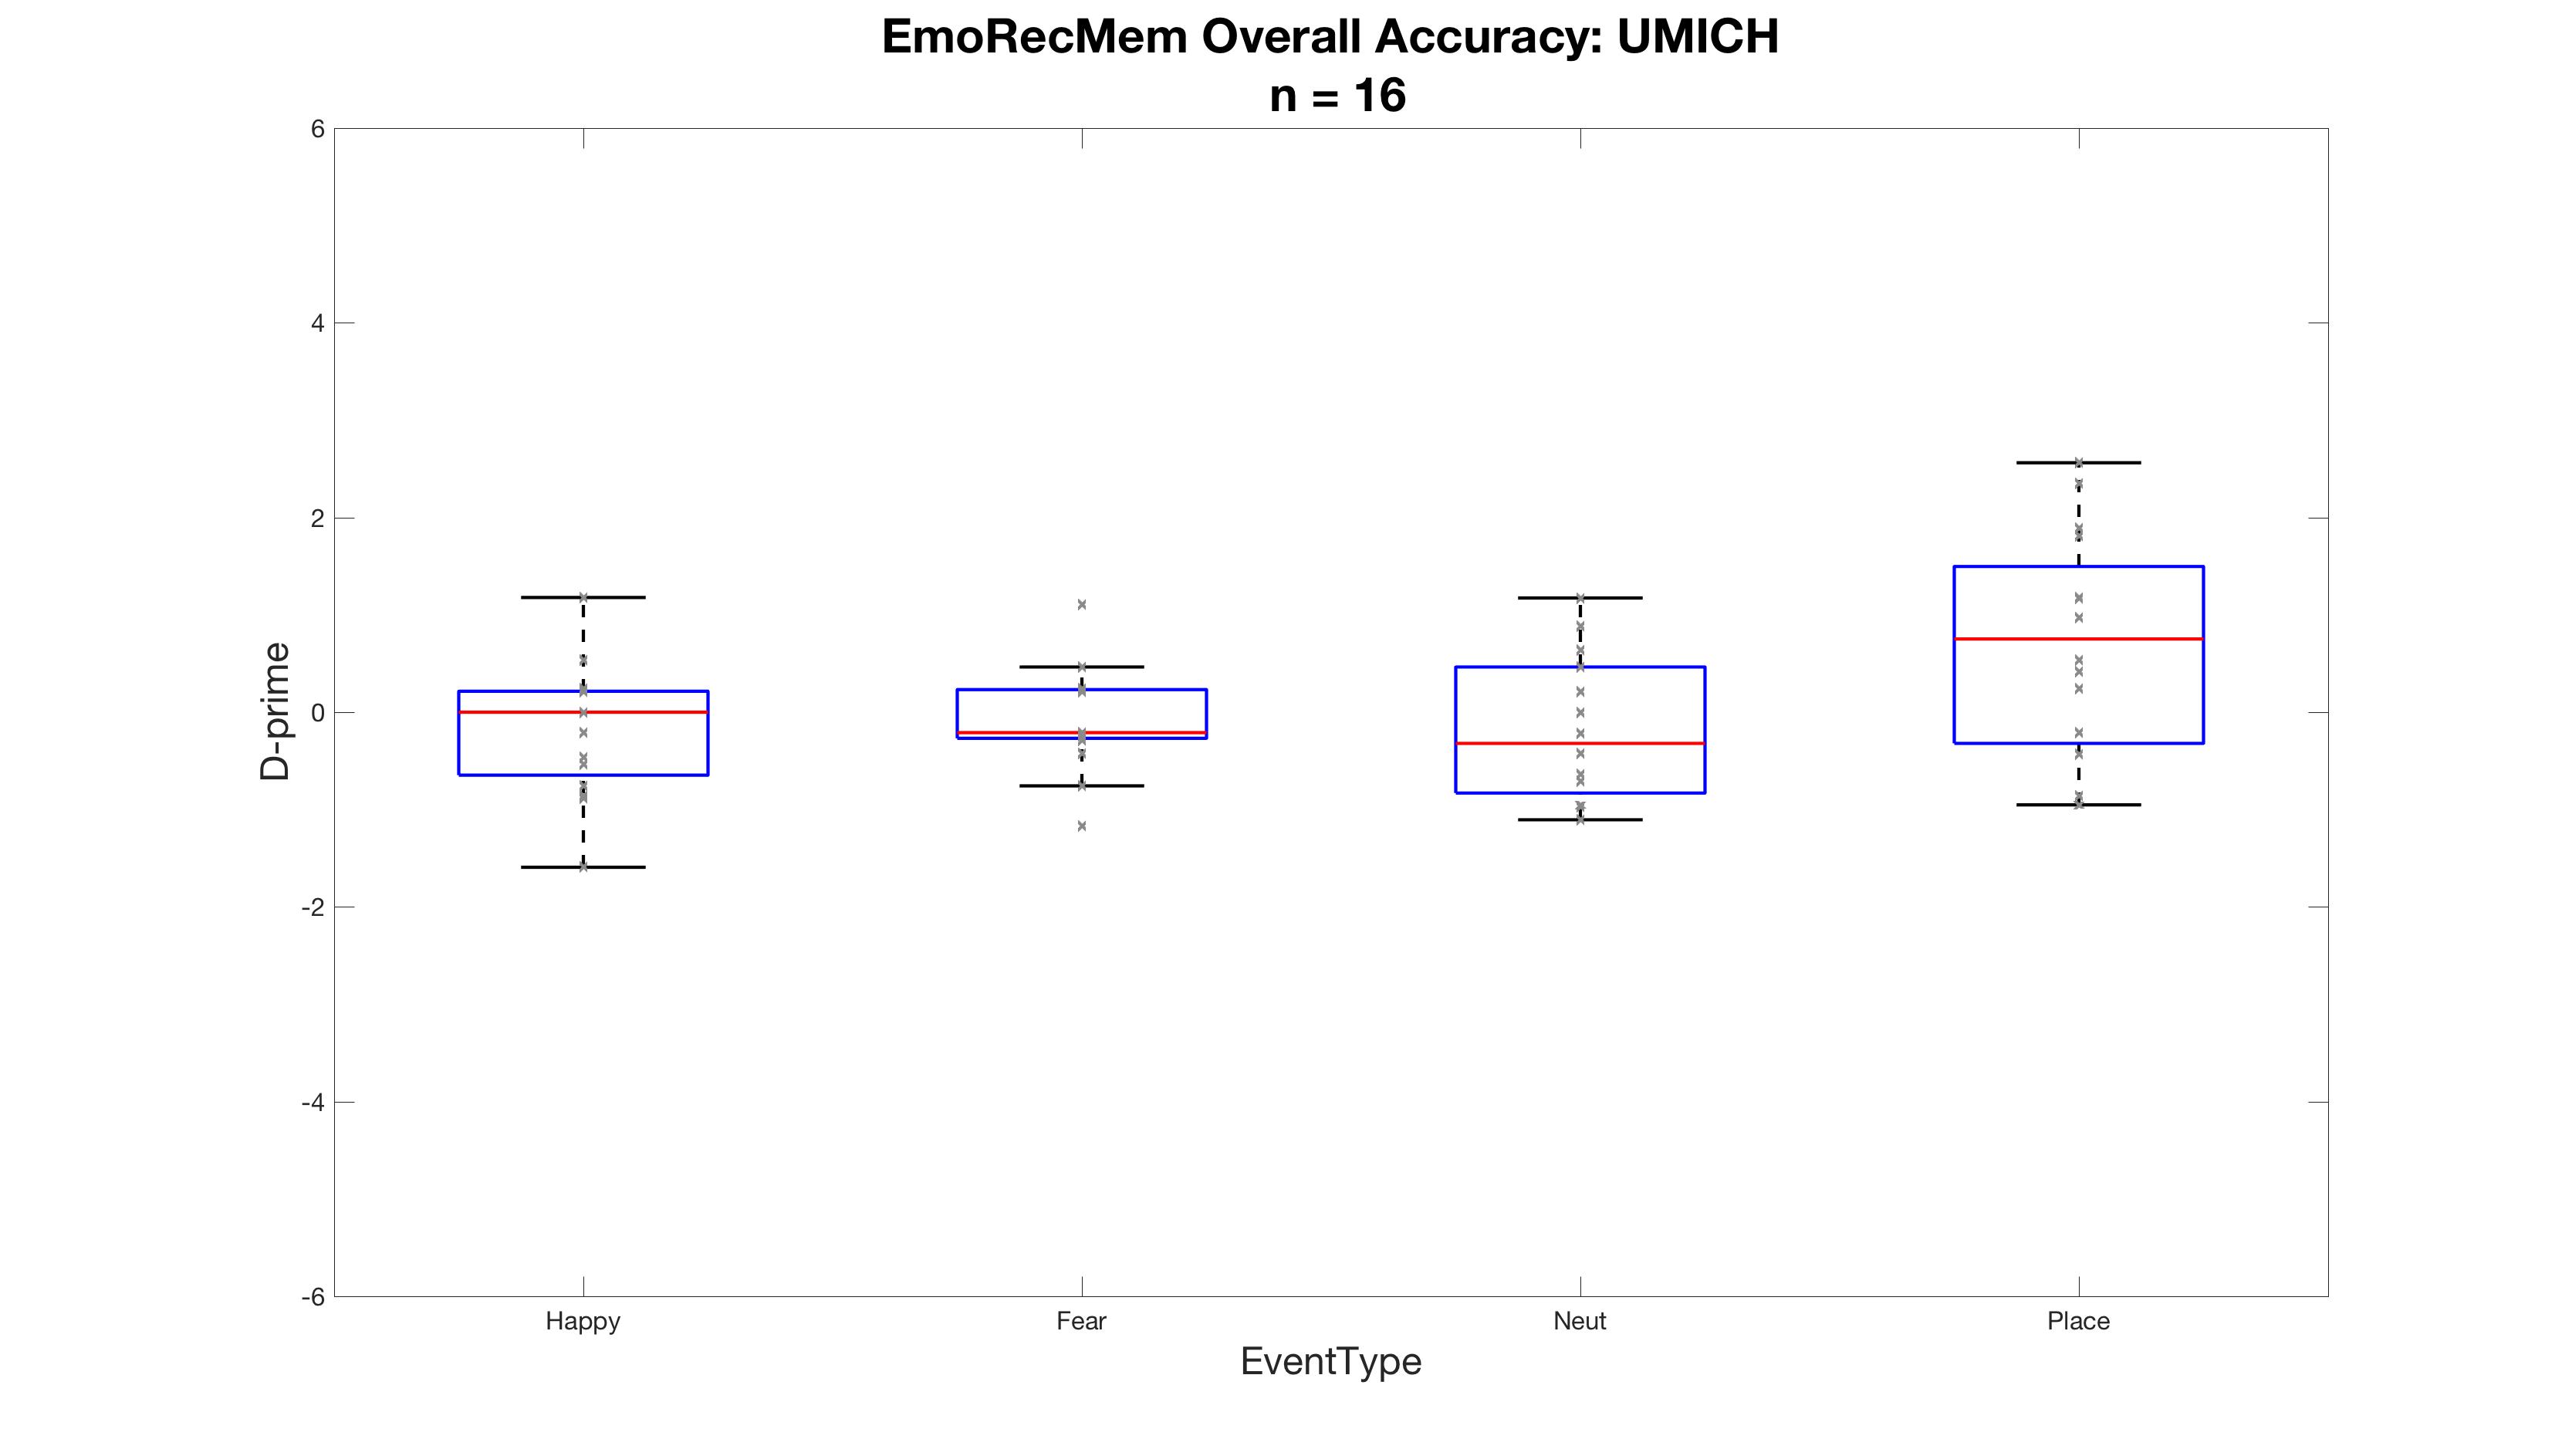 EmoRecMem Overall Accuracy: UMICH
n = 16
6
4
2
0
-2
-4
-6
D-prime
Happy
Fear
Neut
Place
EventType